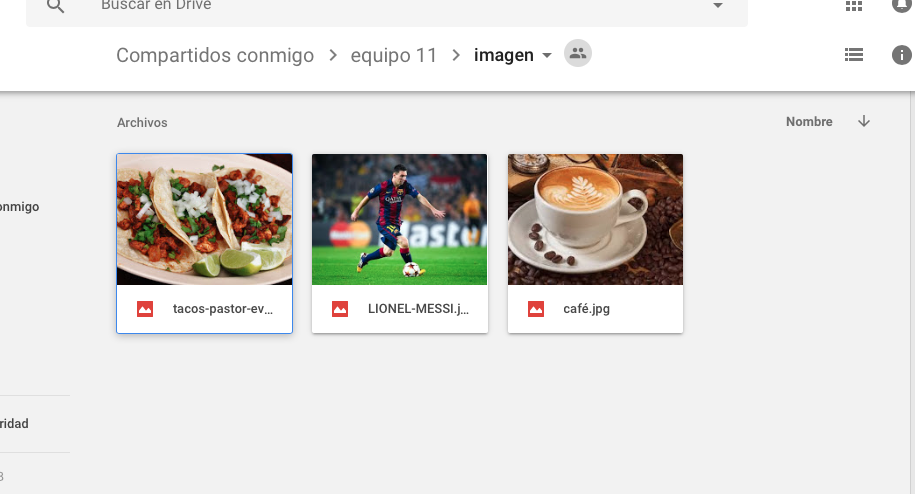 Buscar en Drive
Compartidos conmigo > equipo 11 > imagen
Archivos
Nombre
onmigo
tacos-pastor-ev...
LIONEL-MESSI.j...
café.jpg
ridad